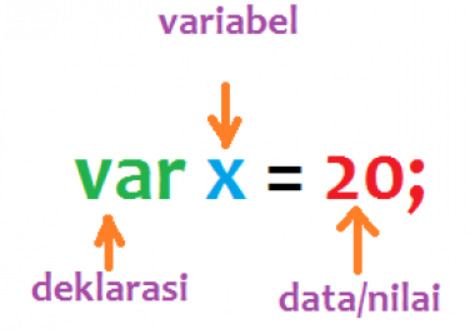 variabel
var x = 20;
deklarasi
data/nilai